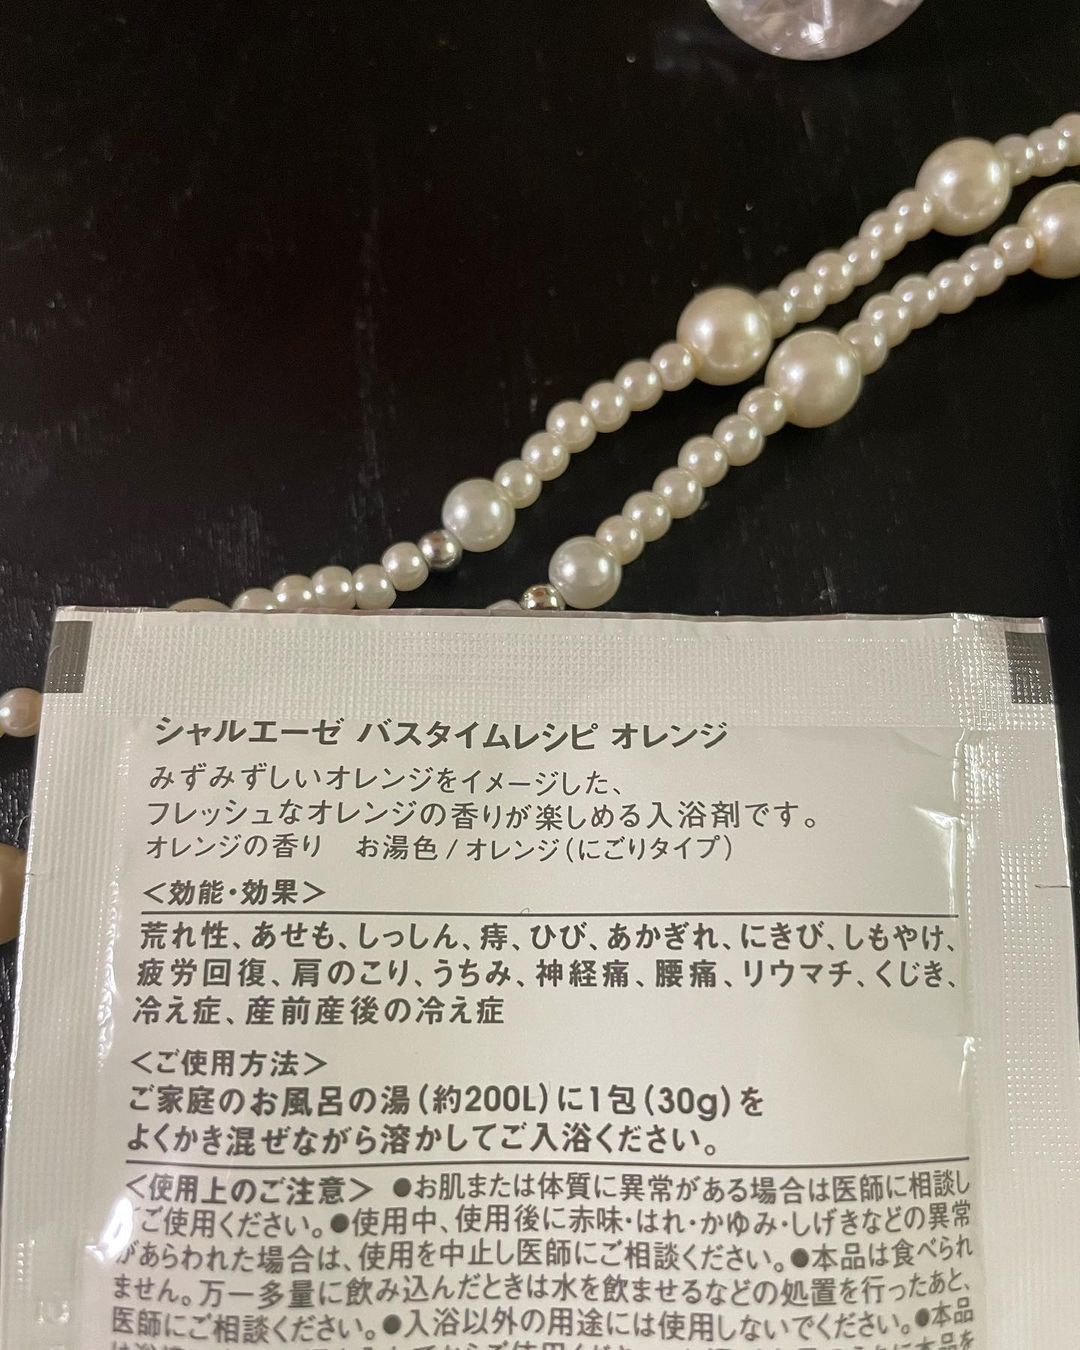 シャルエーゼ バスタイムレシピ オレンジ
みずみずしいオレンジをイメージした、
フレッシュなオレンジの香りが楽しめる入浴剤です。
オレンジの香り お湯色/オレンジ(にごりタイプ)
<効能・効果>
荒れ性、あせも、しっしん、痔、ひび、あかぎれ、にきび、しもやけ、
疲労回復、肩のこり、うちみ、神経痛、腰痛、リウマチ、くじき、
冷え症、産前産後の冷え症
<ご使用方法>
ご家庭のお風呂の湯(約200L)に1包(30g)を
よくかき混ぜながら溶かしてご入浴ください。
<使用上のご注意> ●お肌または体質に異常がある場合は医師に相談し
ご使用ください。●使用中、使用後に赤味・はれ・かゆみ・しげきなどの異常
があらわれた場合は、使用を中止し医師にご相談ください。●本品は食べられ
ません。万一多量に飲み込んだときは水を飲ませるなどの処置を行ったあと、
医師にご相談ください。●入浴以外の用途には使用しないでください。●本品